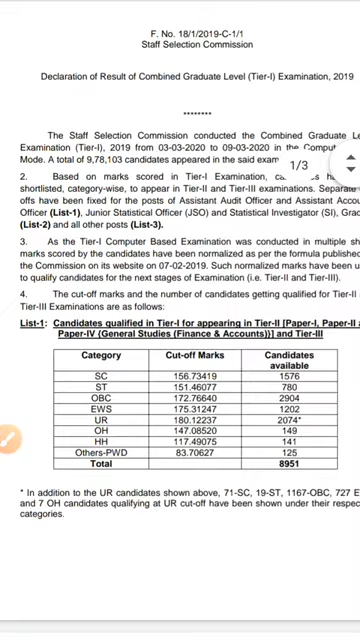 F. No. 18/1/2019-C-1/1
Staff Selection Commission
Declaration of Result of Combined Graduate Level (Tier-I) Examination, 2019
********
The Staff Selection Commission conducted the Combined Graduate Le
Examination (Tier-I), 2019 from 03-03-2020 to 09-03-2020 in the Comput
Mode. A total of 9,78,103 candidates appeared in the said exam
1/3
2. Based on marks scored in Tier-I Examination, ca
shortlisted, category-wise, to appear in Tier-II and Tier-III examinations. Separate
offs have been fixed for the posts of Assistant Audit Officer and Assistant Accou
Officer (List-1), Junior Statistical Officer (JSO) and Statistical Investigator (SI), Grad
(List-2) and all other posts (List-3).
3. As the Tier-I Computer Based Examination was conducted in multiple sh
marks scored by the candidates have been normalized as per the formula published
the Commission on its website on 07-02-2019. Such normalized marks have been u
to qualify candidates for the next stages of Examination (i.e. Tier-II and Tier-III).
4. The cut-off marks and the number of candidates getting qualified for Tier-II
Tier-III Examinations are as follows:
List-1: Candidates qualified in Tier-I for appearing in Tier-II [Paper-I, Paper-II
Paper-IV {General Studies (Finance & Accounts)}] and Tier-III
Category Cut-off Marks Candidates available
SC 156.73419 1576
ST 151.46077 780
OBC 172.76640 2904
EWS 175.31247 1202
UR 180.12237 2074*
OH 147.08520 149
HH 117.49075 141
Others-PWD 83.70627 125
Total 8951
* In addition to the UR candidates shown above, 71-SC, 19-ST, 1167-OBC, 727 E
and 7 OH candidates qualifying at UR cut-off have been shown under their respec
categories.